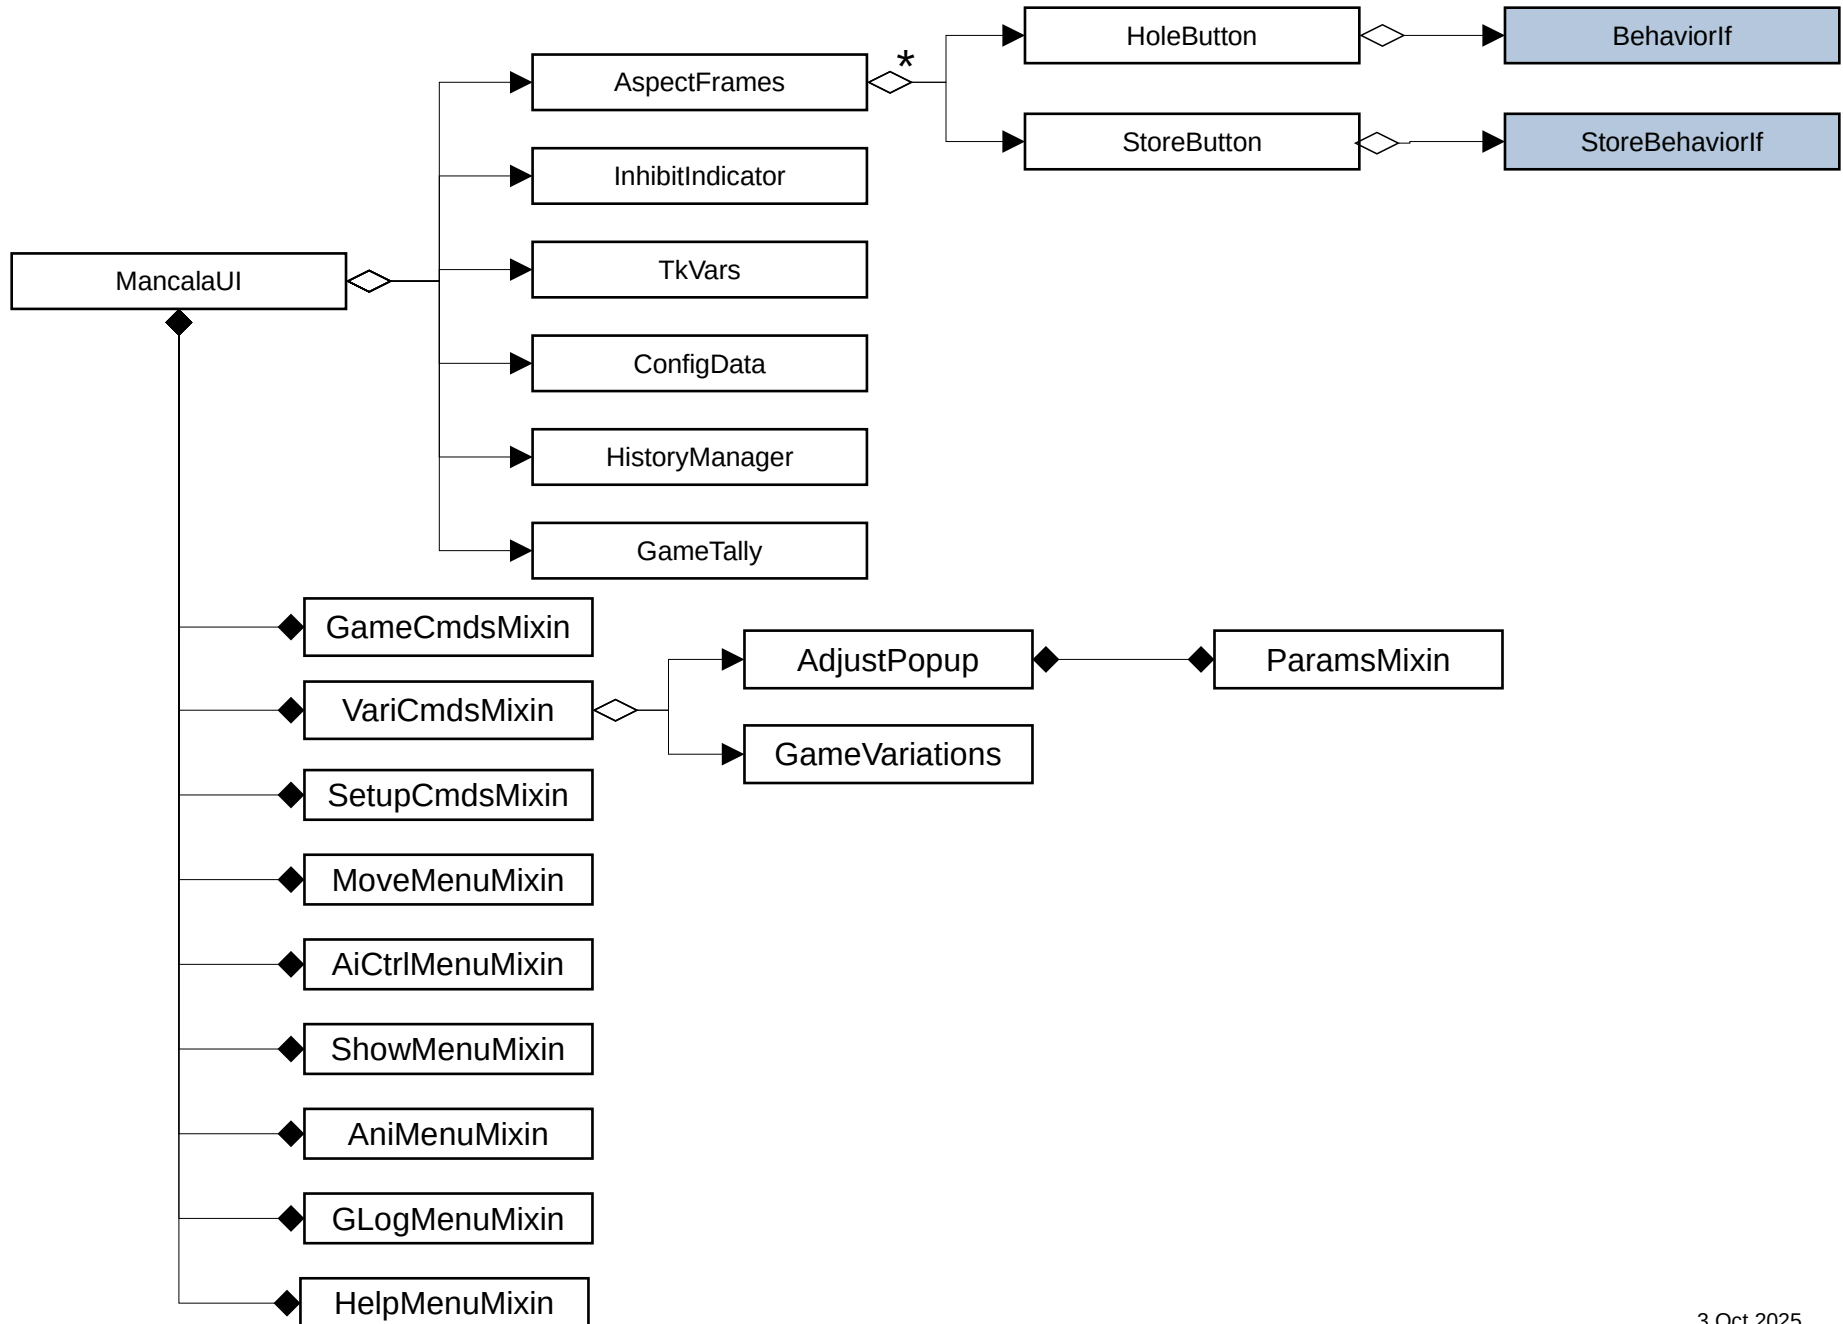 HoleButton
BehaviorIf
AspectFrames
*
StoreButton
StoreBehaviorIf
InhibitIndicator
TkVars
MancalaUI
ConfigData
HistoryManager
GameTally
GameCmdsMixin
AdjustPopup
ParamsMixin
VariCmdsMixin
GameVariations
SetupCmdsMixin
MoveMenuMixin
AiCtrlMenuMixin
ShowMenuMixin
AniMenuMixin
GLogMenuMixin
HelpMenuMixin
3 Oct 2025